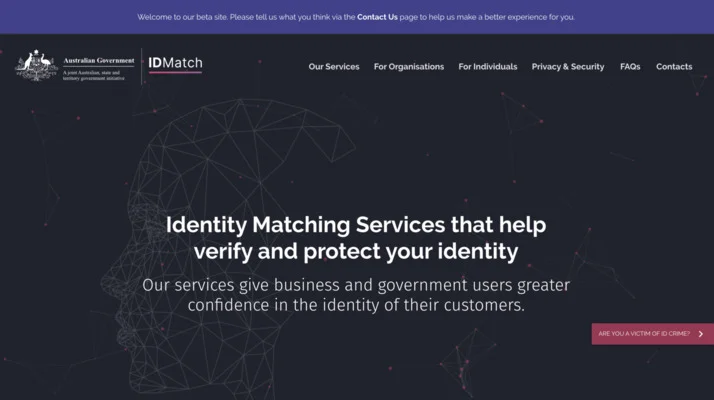 Welcome to our beta site. Please tell us what you think via the Contact Us page to help us make a better experience for you.
Australian Government
A joint Australian, state and
territory government initiative
IDMatch
Our Services
For Organisations
For Individuals
Privacy & Security
FAQs
Contacts
Identity Matching Services that help
verify and protect your identity
Our services give business and government users greater
confidence in the identity of their customers.
ARE YOU A VICTIM OF ID CRIME?